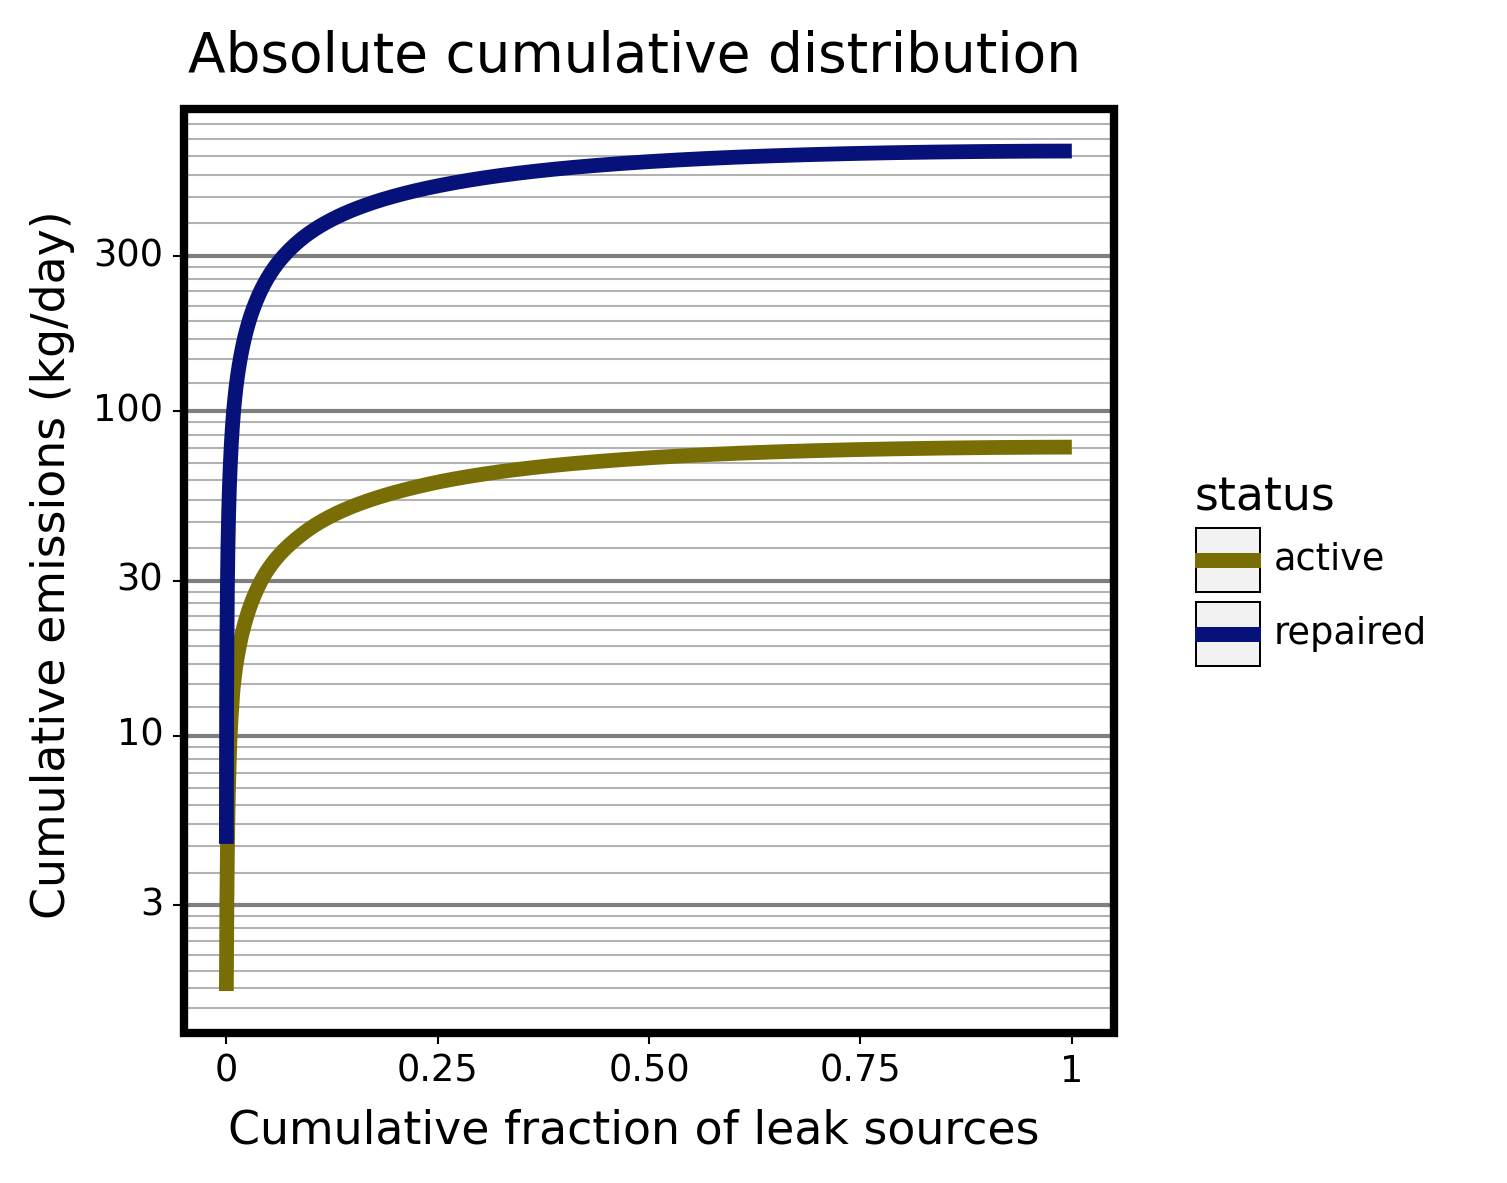 Absolute cumulative distribution
Cumulative emissions (kg/day)
300
100
30
10
3
0 0.25 0.50 0.75 1
Cumulative fraction of leak sources
status
active
repaired